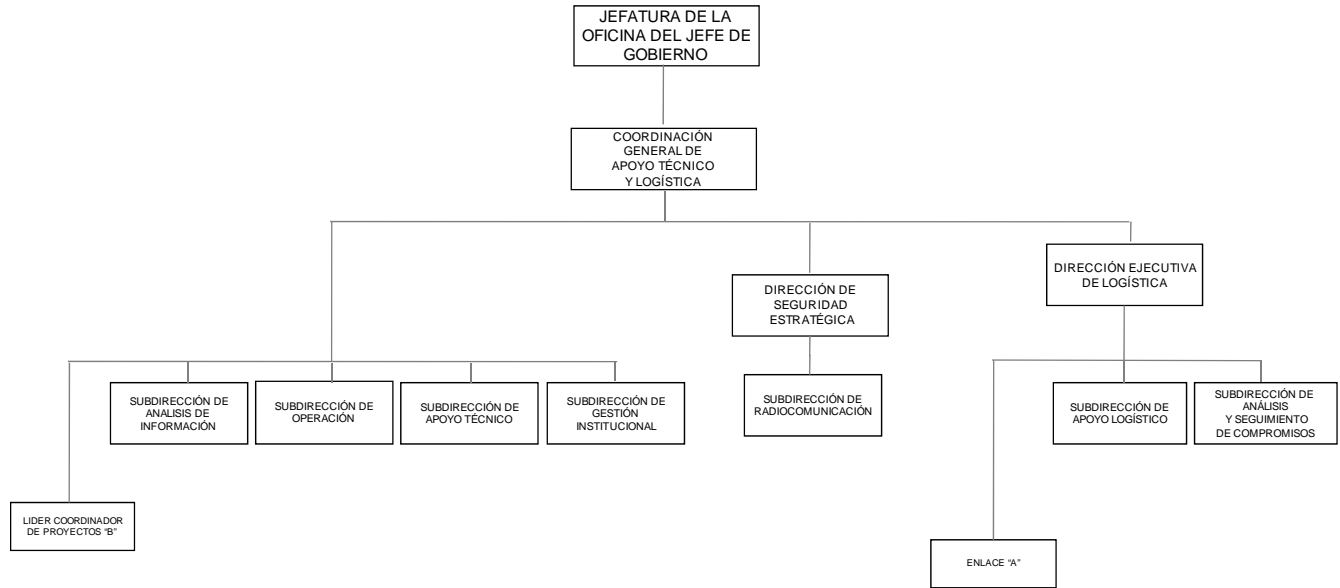 JEFATURA DE LA
OFICINA DEL JEFE DE
GOBIERNO
COORDINACIÓN
GENERAL DE
APOYO TÉCNICO
Y LOGÍSTICA
DIRECCIÓN DE
SEGURIDAD
ESTRATÉGICA
DIRECCIÓN EJECUTIVA
DE LOGÍSTICA
SUBDIRECCIÓN DE
ANALISIS DE
INFORMACIÓN
SUBDIRECCIÓN DE
OPERACIÓN
SUBDIRECCIÓN DE
APOYO TÉCNICO
SUBDIRECCIÓN DE
GESTIÓN
INSTITUCIONAL
SUBDIRECCIÓN DE
RADIOCOMUNICACIÓN
SUBDIRECCIÓN DE
APOYO LOGÍSTICO
SUBDIRECCIÓN DE
ANÁLISIS
Y SEGUIMIENTO
DE COMPROMISOS
LIDER COORDINADOR
DE PROYECTOS “B”
ENLACE “A”